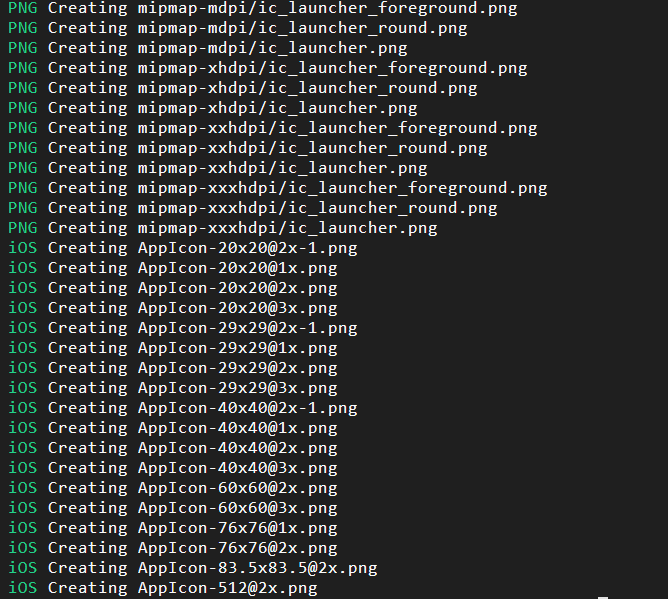 PNG Creating mipmap-mdpi/ic_launcher_foreground.png
PNG Creating mipmap-mdpi/ic_launcher_round.png
PNG Creating mipmap-mdpi/ic_launcher.png
PNG Creating mipmap-xhdpi/ic_launcher_foreground.png
PNG Creating mipmap-xhdpi/ic_launcher_round.png
PNG Creating mipmap-xhdpi/ic_launcher.png
PNG Creating mipmap-xxhdpi/ic_launcher_foreground.png
PNG Creating mipmap-xxhdpi/ic_launcher_round.png
PNG Creating mipmap-xxhdpi/ic_launcher.png
PNG Creating mipmap-xxxhdpi/ic_launcher_foreground.png
PNG Creating mipmap-xxxhdpi/ic_launcher_round.png
PNG Creating mipmap-xxxhdpi/ic_launcher.png
iOS Creating AppIcon-20x20@2x-1.png
iOS Creating AppIcon-20x20@1x.png
iOS Creating AppIcon-20x20@2x.png
iOS Creating AppIcon-20x20@3x.png
iOS Creating AppIcon-29x29@2x-1.png
iOS Creating AppIcon-29x29@1x.png
iOS Creating AppIcon-29x29@2x.png
iOS Creating AppIcon-29x29@3x.png
iOS Creating AppIcon-40x40@2x-1.png
iOS Creating AppIcon-40x40@1x.png
iOS Creating AppIcon-40x40@2x.png
iOS Creating AppIcon-40x40@3x.png
iOS Creating AppIcon-60x60@2x.png
iOS Creating AppIcon-60x60@3x.png
iOS Creating AppIcon-76x76@1x.png
iOS Creating AppIcon-76x76@2x.png
iOS Creating AppIcon-83.5x83.5@2x.png
iOS Creating AppIcon-512@2x.png